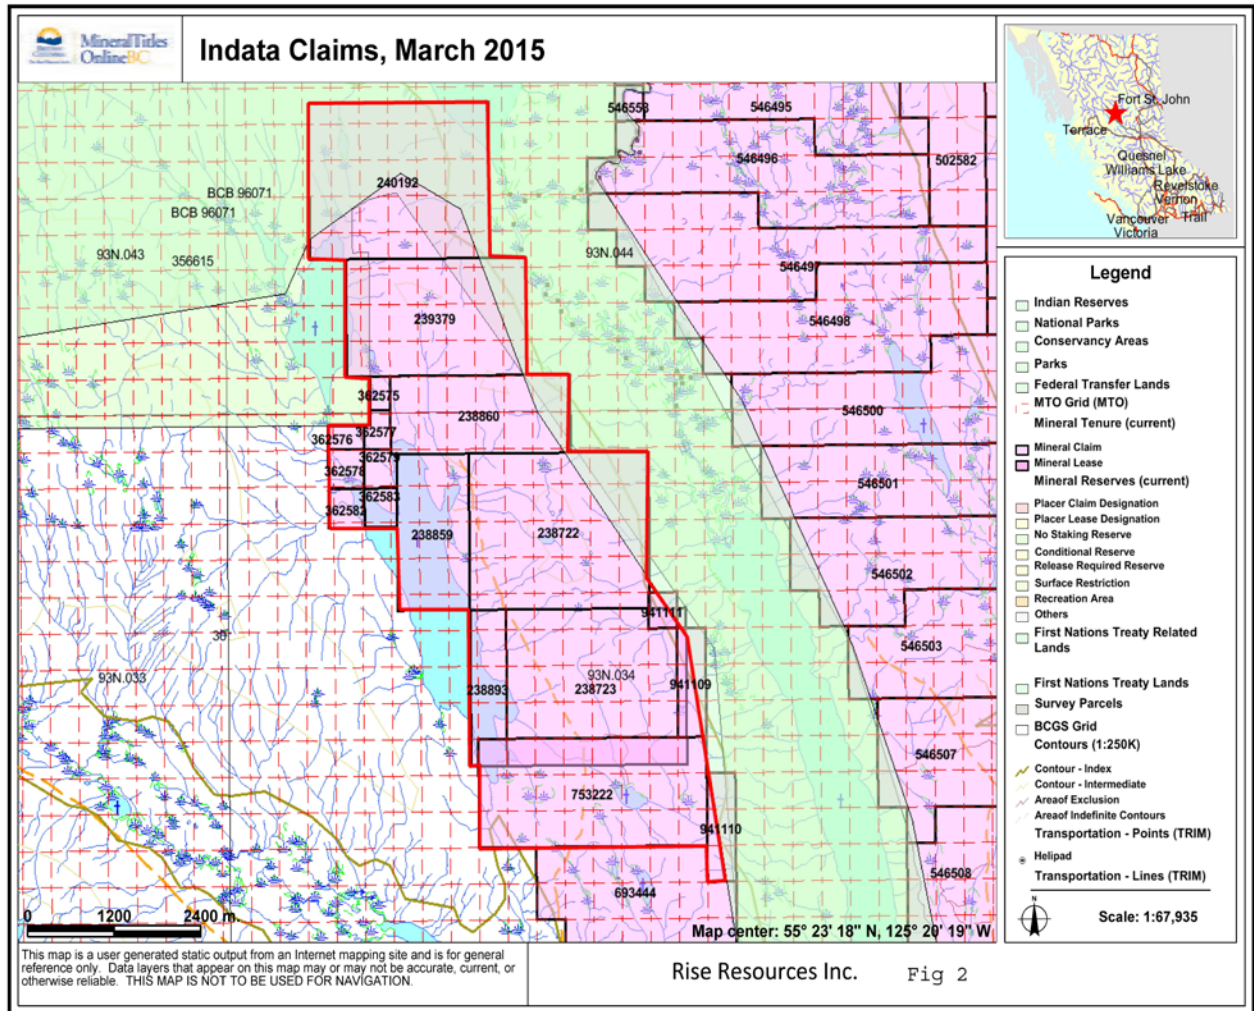 MineralTitles
OnlineBC
Indata Claims, March 2015
546553
546495
546496
502582
240192
BCB 96071
BCB 96071
93N.043
356615
93N.044
546497
546498
239379
362575
238860
546500
362576
362577
362578
362579
546501
362583
362582
238859
238722
546502
941111
546503
93N.033
93N.034
238893
238723
941109
546507
753222
941110
693444
546508
0 1200 2400 m.
Map center: 55° 23' 18" N, 125° 20' 19" W
Fort St. John
Terrace
Quesnel
Williams Lake
Revelstoke
Vernon
Vancouver
Trail
Victoria
Legend
Indian Reserves
National Parks
Conservancy Areas
Parks
Federal Transfer Lands
MTO Grid (MTO)
Mineral Tenure (current)
Mineral Claim
Mineral Lease
Mineral Reserves (current)
Placer Claim Designation
Placer Lease Designation
No Staking Reserve
Conditional Reserve
Release Required Reserve
Surface Restriction
Recreation Area
Others
First Nations Treaty Related
Lands
First Nations Treaty Lands
Survey Parcels
BCGS Grid
Contours (1:250K)
Contour - Index
Contour - Intermediate
Areaof Exclusion
Areaof Indefinite Contours
Transportation - Points (TRIM)
Helipad
Transportation - Lines (TRIM)
N
Scale: 1:67,935
This map is a user generated static output from an Internet mapping site and is for general
reference only. Data layers that appear on this map may or may not be accurate, current, or
otherwise reliable. THIS MAP IS NOT TO BE USED FOR NAVIGATION.
Rise Resources Inc. Fig 2